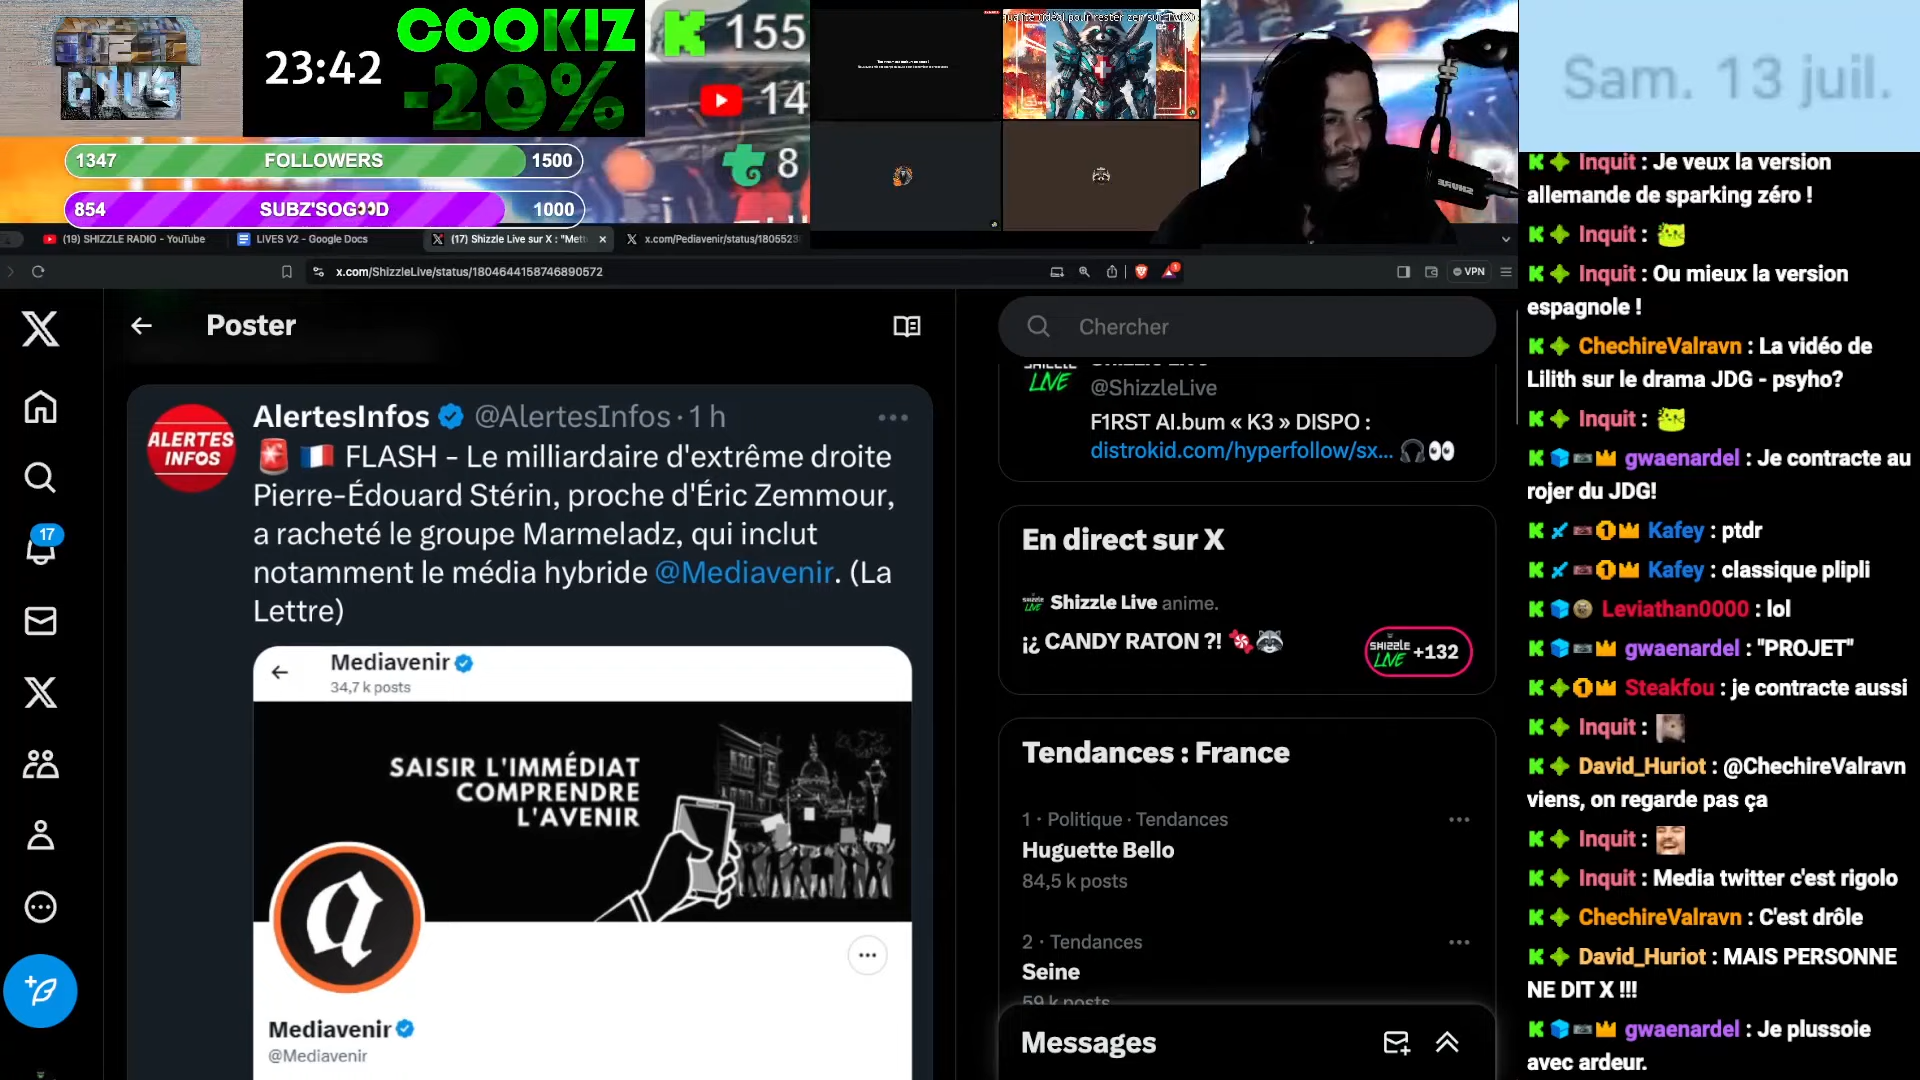 23:42
COOKIZ
-20%
155
14
8
1347 FOLLOWERS 1500
854 SUBZ'SOG👀D 1000
Sam. 13 juil.
(19) SHIZZLE RADIO - YouTube
LIVES V2 - Google Docs
(17) Shizzle Live sur X : "Mett
x.com/Pediavenir/status/1805523
x.com/ShizzleLive/status/1804644158746890572
VPN
Poster
Chercher
17
AlertesInfos @AlertesInfos · 1 h
ALERTES
INFOS
🚨 🇫🇷 FLASH - Le milliardaire d'extrême droite
Pierre-Édouard Stérin, proche d'Éric Zemmour,
a racheté le groupe Marmeladz, qui inclut
notamment le média hybride @Mediavenir. (La
Lettre)
Mediavenir
34,7 k posts
SAISIR L'IMMÉDIAT
COMPRENDRE
L'AVENIR
Mediavenir
@Mediavenir
LIVE
@ShizzleLive
F1RST AI.bum « K3 » DISPO :
distrokid.com/hyperfollow/sx... 🎧👀
En direct sur X
Shizzle Live anime.
¡¿ CANDY RATON ?! 🍬🦝
SHIZZLE
LIVE
+132
Tendances : France
1 · Politique · Tendances
Huguette Bello
84,5 k posts
2 · Tendances
Seine
59 k posts
Messages
Inquit : Je veux la version
allemande de sparking zéro !
Inquit :
Inquit : Ou mieux la version
espagnole !
ChechireValravn : La vidéo de
Lilith sur le drama JDG - psyho?
Inquit :
gwaenardel : Je contracte au
rojer du JDG!
Kafey : ptdr
Kafey : classique plipli
Leviathan0000 : lol
gwaenardel : "PROJET"
Steakfou : je contracte aussi
Inquit :
David_Huriot : @ChechireValravn
viens, on regarde pas ça
Inquit :
Inquit : Media twitter c'est rigolo
ChechireValravn : C'est drôle
David_Huriot : MAIS PERSONNE
NE DIT X !!!
gwaenardel : Je plussoie
avec ardeur.